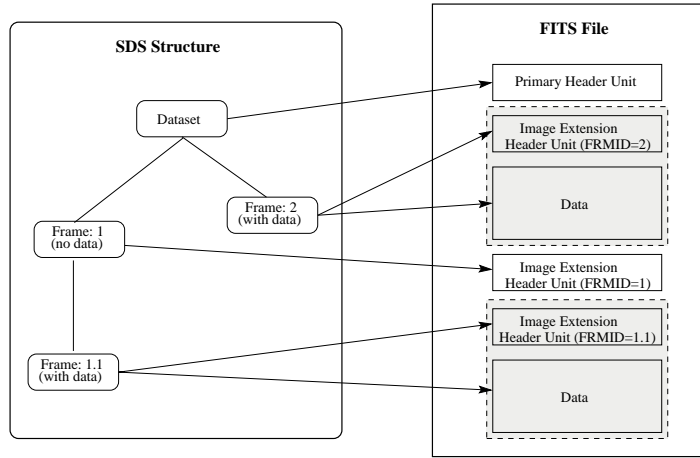 SDS Structure
Dataset
Frame: 2
(with data)
Frame: 1
(no data)
Frame: 1.1
(with data)
FITS File
Primary Header Unit
Image Extension
Header Unit (FRMID=2)
Data
Image Extension
Header Unit (FRMID=1)
Image Extension
Header Unit (FRMID=1.1)
Data